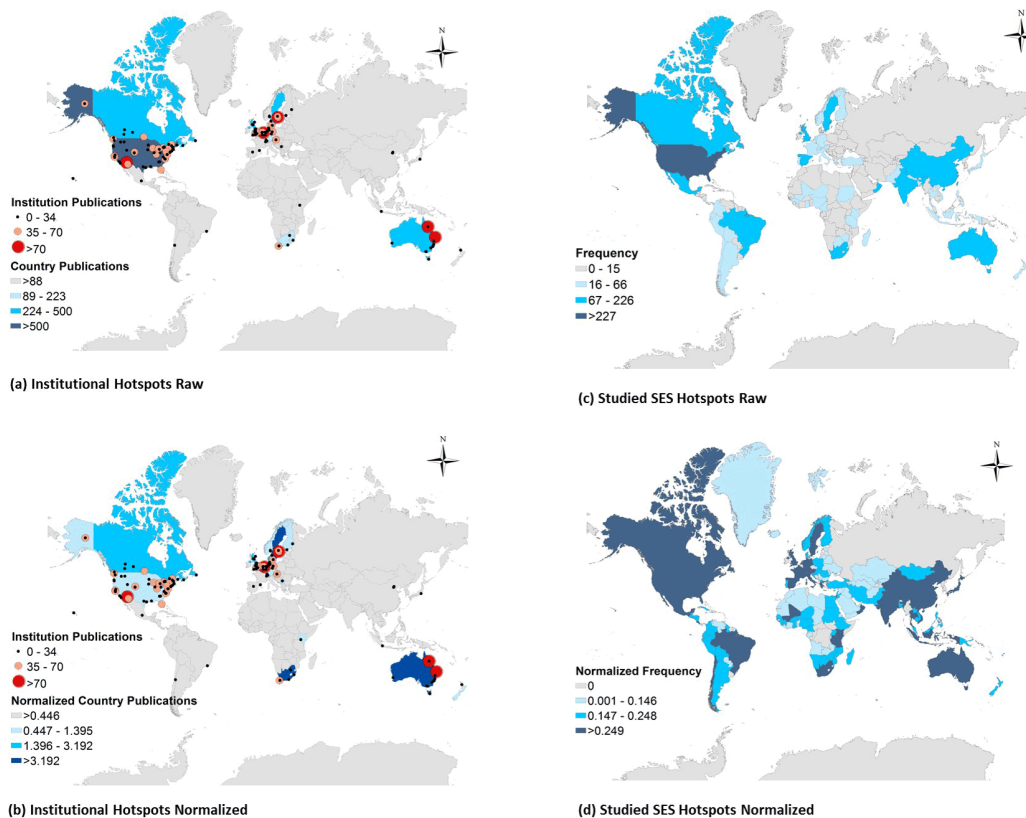 N
Institution Publications
0 - 34
35 - 70
>70
Country Publications
>88
89 - 223
224 - 500
>500
(a) Institutional Hotspots Raw
N
Frequency
0 - 15
16 - 66
67 - 226
>227
(c) Studied SES Hotspots Raw
N
Institution Publications
0 - 34
35 - 70
>70
Normalized Country Publications
>0.446
0.447 - 1.395
1.396 - 3.192
>3.192
(b) Institutional Hotspots Normalized
N
Normalized Frequency
0
0.001 - 0.146
0.147 - 0.248
>0.249
(d) Studied SES Hotspots Normalized